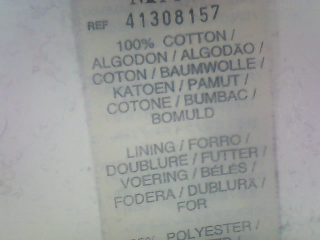 REF 41308157
100% COTTON /
ALGODON / ALGODÃO /
COTON / BAUMWOLLE /
KATOEN / PAMUT /
COTONE / BUMBAC /
BOMULD
LINING / FORRO /
DOUBLURE / FUTTER /
VOERING / BÉLÉS /
FODERA / DUBLURA /
FOR
POLYESTER /